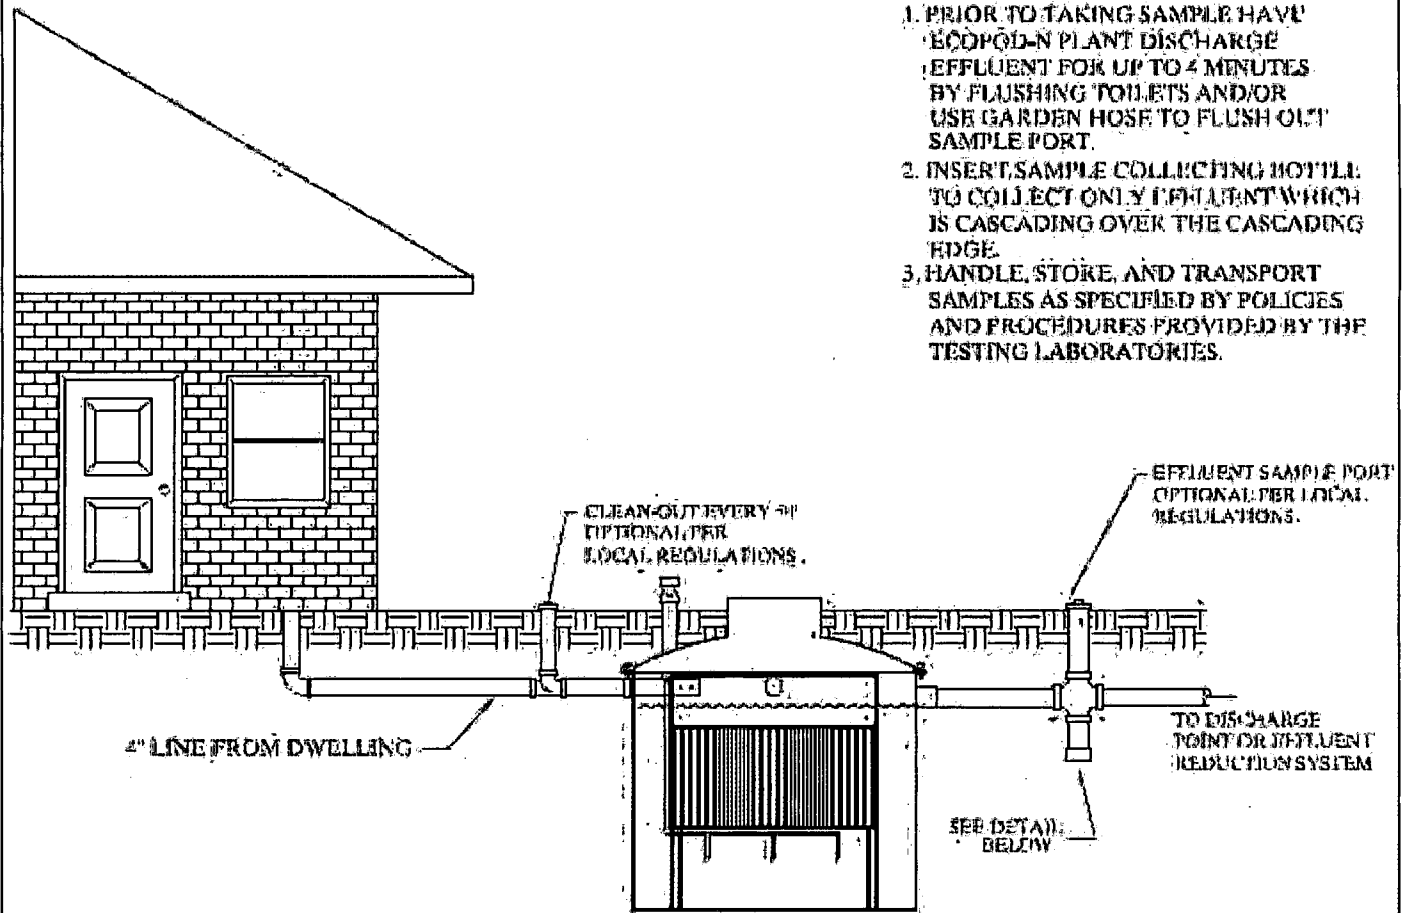 1. PRIOR TO TAKING SAMPLE HAVE
ECOPOD-N PLANT DISCHARGE
EFFLUENT FOR UP TO 4 MINUTES
BY FLUSHING TOILETS AND/OR
USE GARDEN HOSE TO FLUSH OUT
SAMPLE PORT.
2. INSERT SAMPLE COLLECTING BOTTLE
TO COLLECT ONLY EFFLUENT WHICH
IS CASCADING OVER THE CASCADING
EDGE.
3. HANDLE, STORE, AND TRANSPORT
SAMPLES AS SPECIFIED BY POLICIES
AND PROCEDURES PROVIDED BY THE
TESTING LABORATORIES.
EFFLUENT SAMPLE PORT
OPTIONAL PER LOCAL
REGULATIONS.
CLEAN-OUT EVERY
OPTIONAL PER
LOCAL REGULATIONS.
4" LINE FROM DWELLING
TO DISCHARGE
POINT OR EFFLUENT
REDUCTION SYSTEM
SEE DETAIL
BELOW